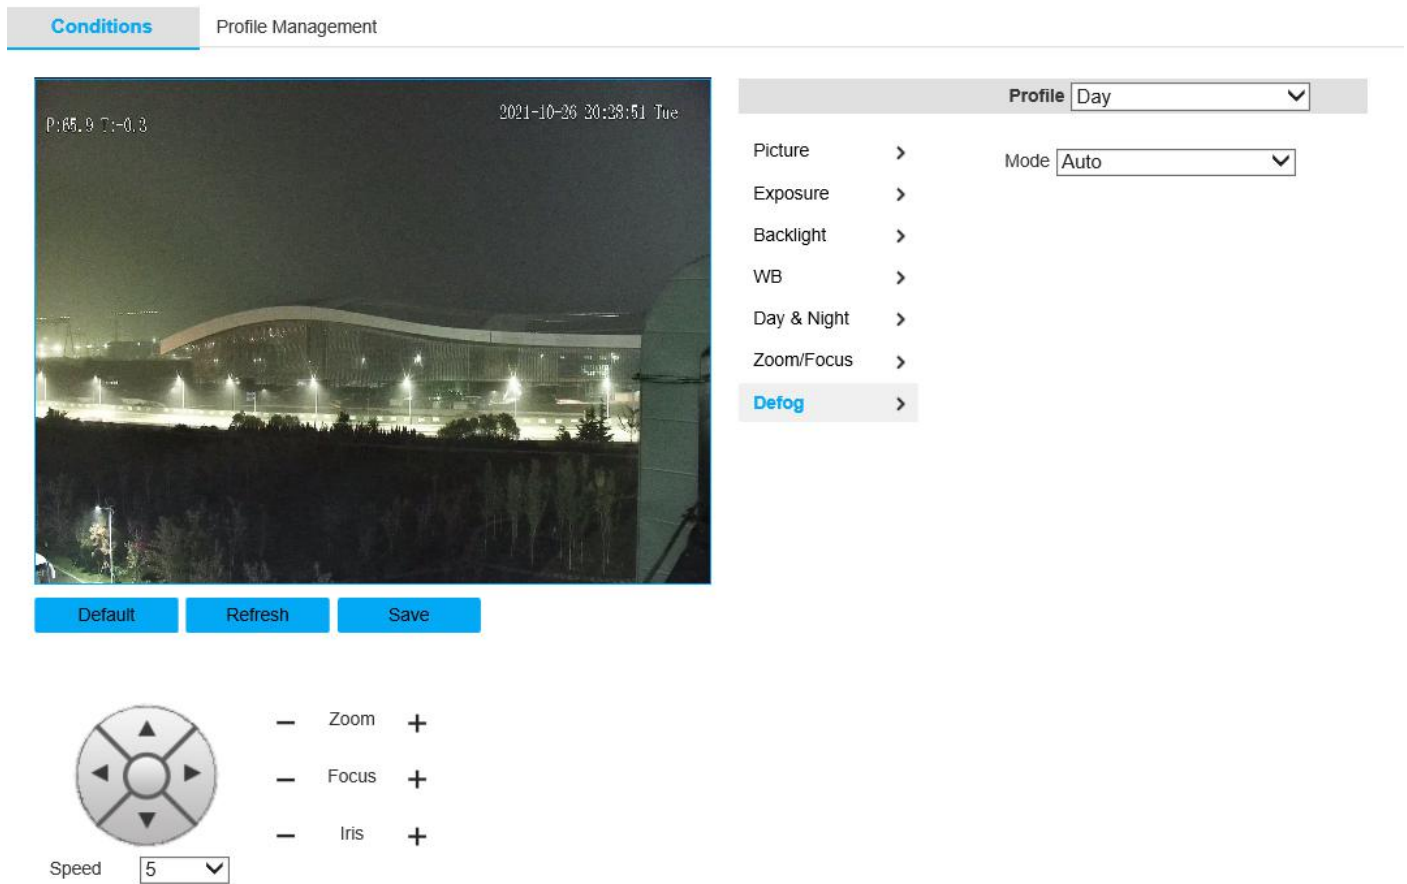 Conditions
Profile Management
P:65.9 T:-0.3
2021-10-26 20:28:51 Tue
Profile Day
Picture
Mode Auto
Exposure
Backlight
WB
Day & Night
Zoom/Focus
Defog
Default
Refresh
Save
Zoom
Focus
Iris
Speed 5